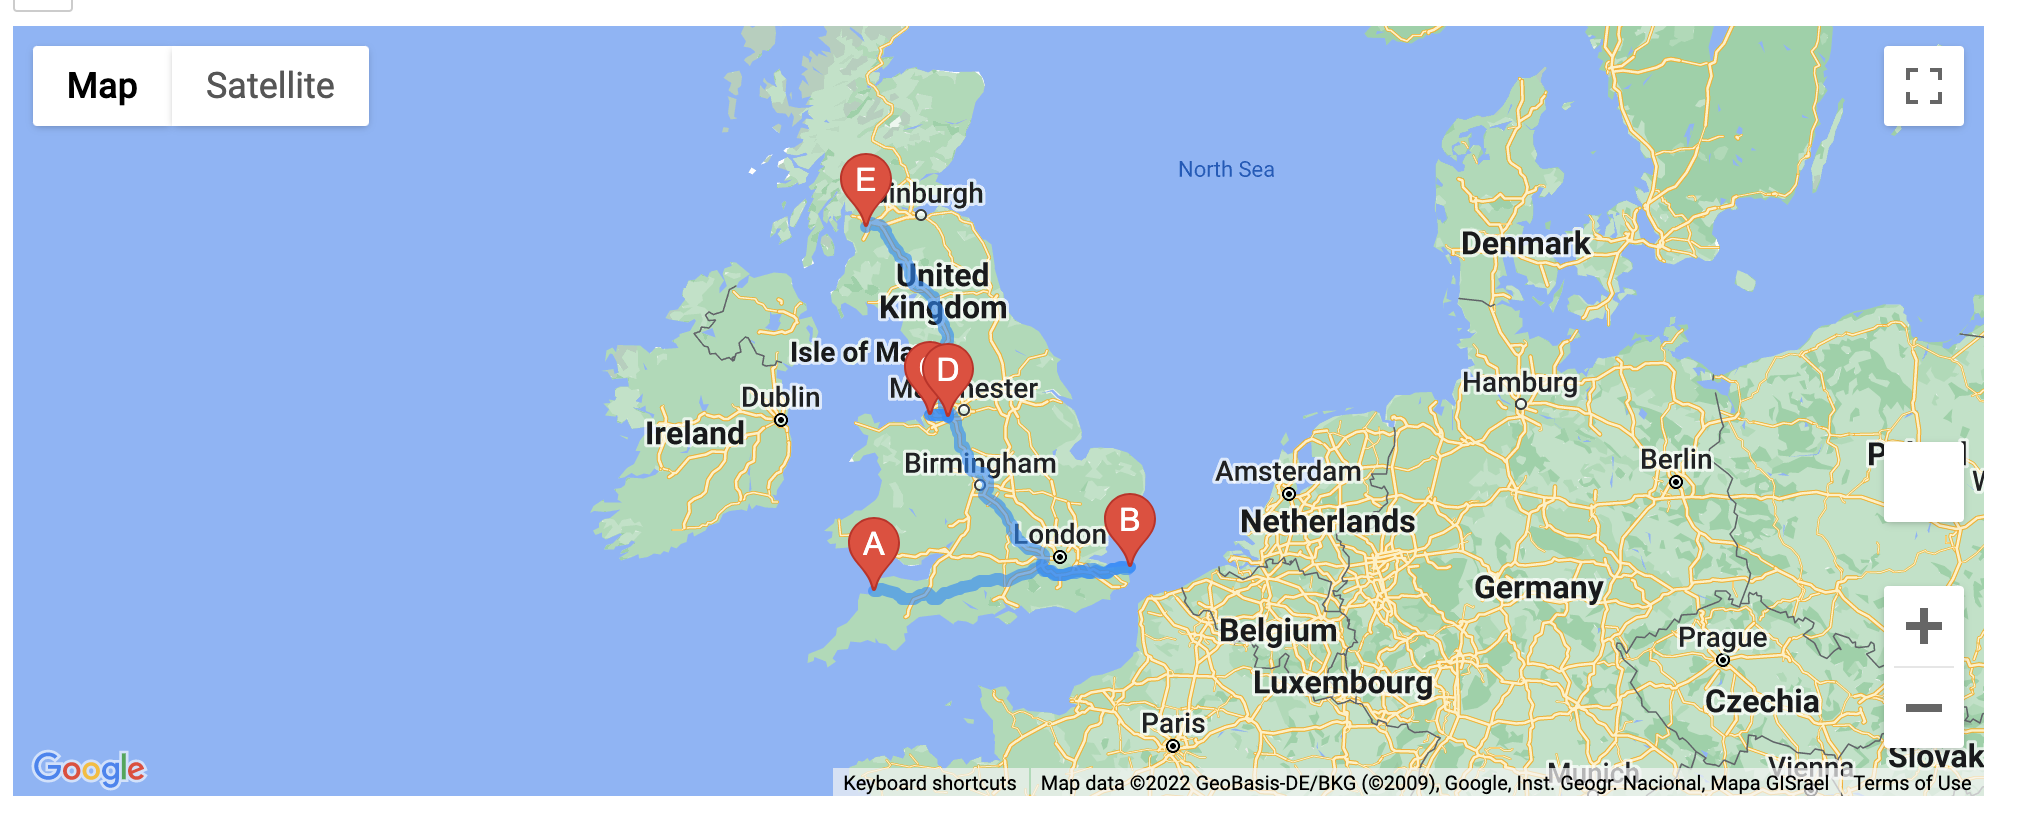 Map
Satellite
North Sea
E
inburgh
Denmark
United
Kingdom
Isle of Ma
D
M
hester
Hamburg
Dublin
Ireland
Birmingham
Amsterdam
Berlin
B
Netherlands
London
A
Germany
Belgium
Prague
Luxembourg
Czechia
Paris
Munich
Vienna
Slovak
Google
Keyboard shortcuts
Map data ©2022 GeoBasis-DE/BKG (©2009), Google, Inst. Geogr. Nacional, Mapa GISrael
Terms of Use